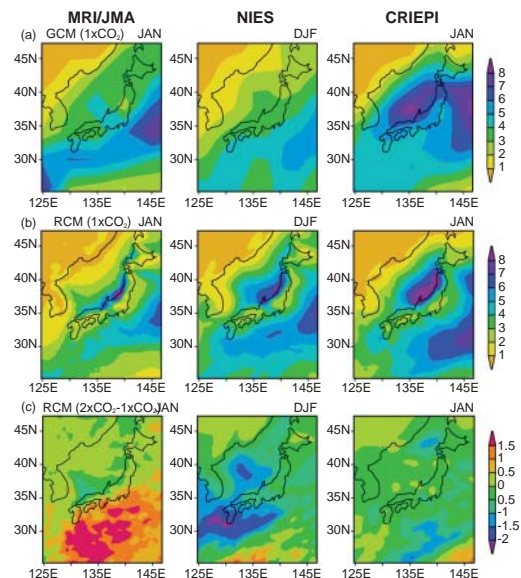 MRI/JMA NIES CRIEPI
(a) GCM (1xCO₂) JAN DJF JAN
45N
40N
35N
30N
125E 135E 145E 125E 135E 145E 125E 135E 145E
8
7
6
5
4
3
2
1
(b) RCM (1xCO₂) JAN DJF JAN
45N
40N
35N
30N
125E 135E 145E 125E 135E 145E 125E 135E 145E
8
7
6
5
4
3
2
1
(c) RCM (2xCO₂-1xCO₂) JAN DJF JAN
45N
40N
35N
30N
125E 135E 145E 125E 135E 145E 125E 135E 145E
1.5
1
0.5
0
0.5
-1
-1.5
-2